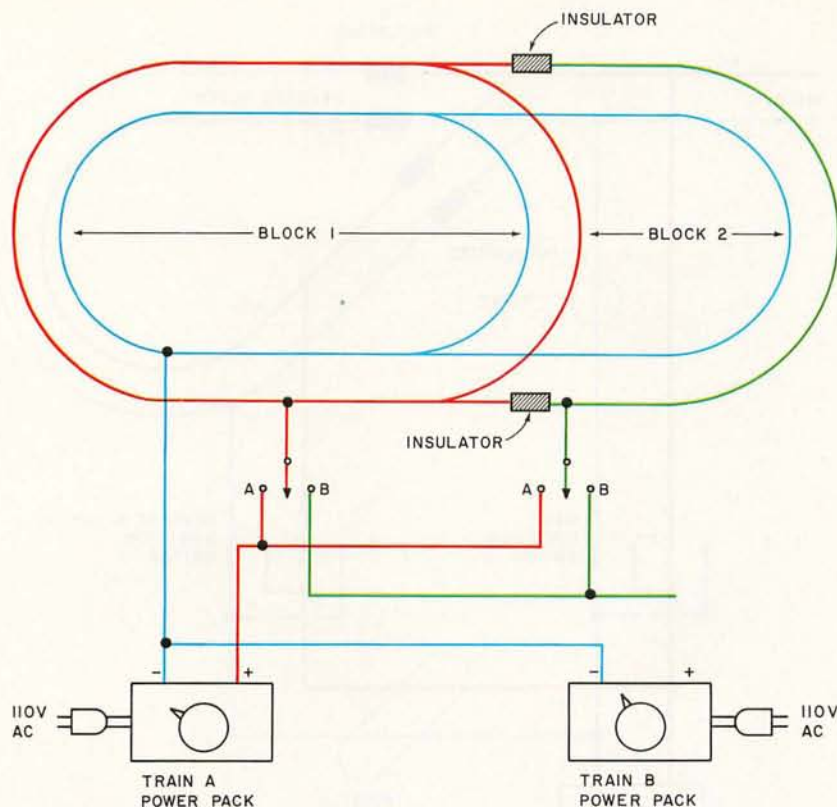 INSULATOR
BLOCK 1
BLOCK 2
INSULATOR
A
B
A
B
-
+
-
+
110V
AC
110V
AC
TRAIN A
POWER PACK
TRAIN B
POWER PACK